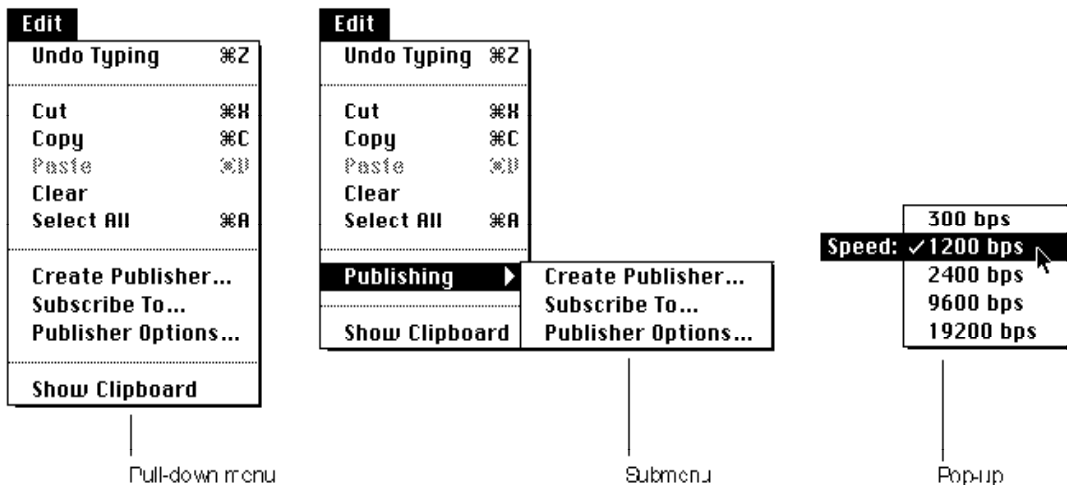 Edit
Undo Typing ⌘Z
Cut ⌘X
Copy ⌘C
Paste ⌘V
Clear
Select All ⌘A
Create Publisher...
Subscribe To...
Publisher Options...
Show Clipboard
Pull-down menu
Edit
Undo Typing ⌘Z
Cut ⌘X
Copy ⌘C
Paste ⌘V
Clear
Select All ⌘A
Publishing
Show Clipboard
Create Publisher...
Subscribe To...
Publisher Options...
Submenu
300 bps
Speed: ✓1200 bps
2400 bps
9600 bps
19200 bps
Pop-up